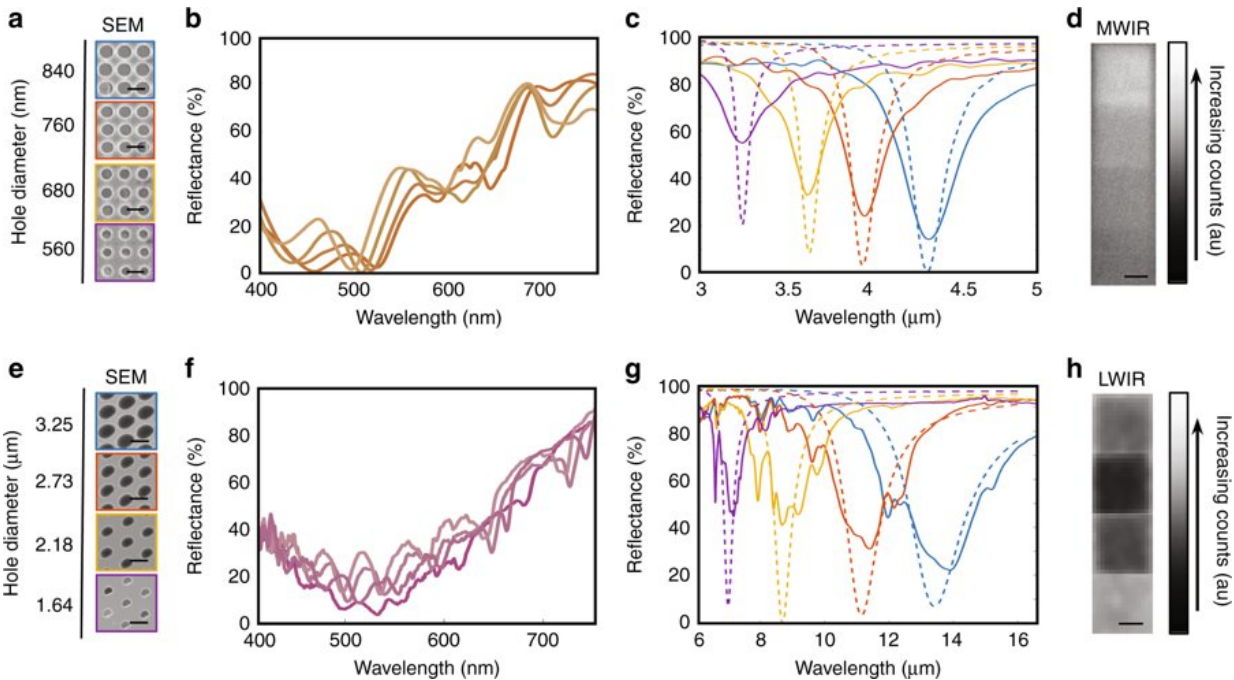 a
SEM
Hole diameter (nm)
840
760
680
560
b
Reflectance (%)
100
80
60
40
20
0
400
500
600
700
Wavelength (nm)
c
Reflectance (%)
100
80
60
40
20
0
3
3.5
4
4.5
5
Wavelength (μm)
d
MWIR
Increasing counts (au)
e
SEM
Hole diameter (μm)
3.25
2.73
2.18
1.64
f
Reflectance (%)
100
80
60
40
20
0
400
500
600
700
Wavelength (nm)
g
Reflectance (%)
100
80
60
40
20
0
6
8
10
12
14
16
Wavelength (μm)
h
LWIR
Increasing counts (au)